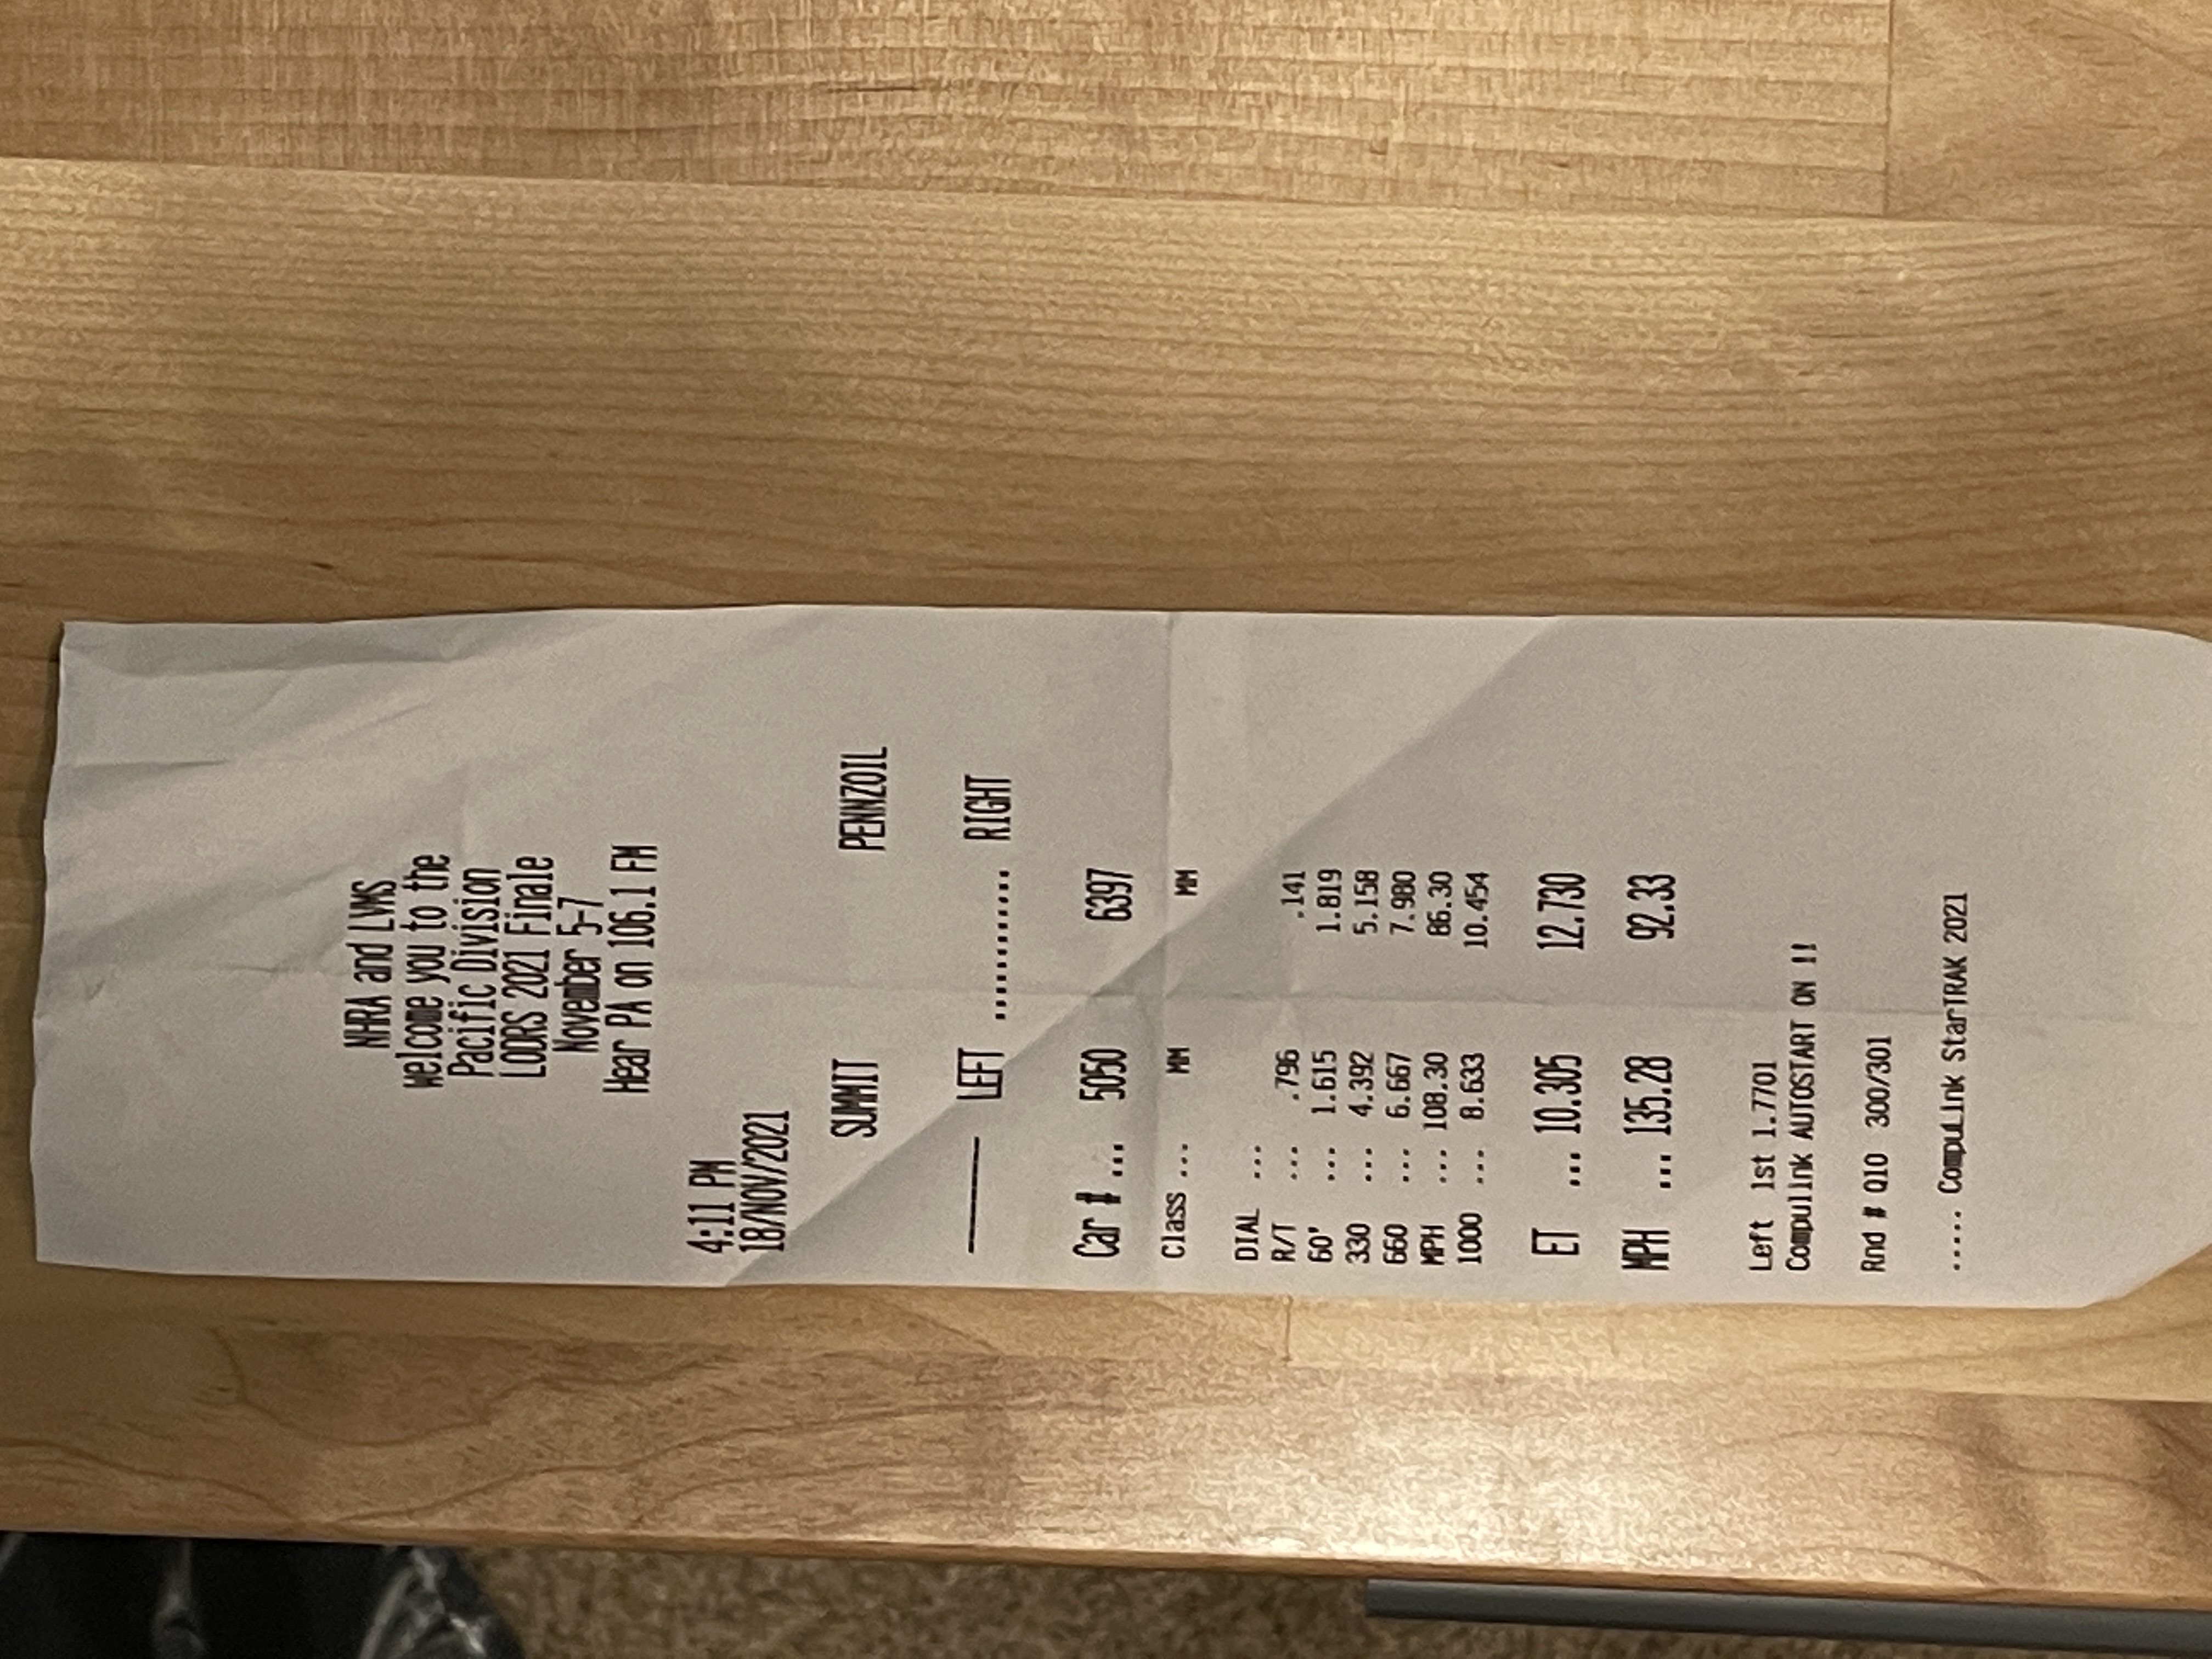 NHRA and LVMS
welcome you to the
Pacific Division
LODRS 2021 Finale
November 5-7
Hear PA on 106.1 FM
4:11 PM
18/NOV/2021
SUMMIT PENNZOIL
LEFT .......... RIGHT
Car # ... 5050 6397
Class ... MM MM
DIAL ...
R/T ... .796 .141
60' ... 1.615 1.819
330 ... 4.392 5.158
660 ... 6.667 7.980
MPH ... 108.30 86.30
1000 ... 8.633 10.454
ET ... 10.305 12.730
MPH ... 135.28 92.33
Left 1st 1.7701
Compulink AUTOSTART ON !!
Rnd # Q10 300/301
..... CompuLink StarTRAK 2021